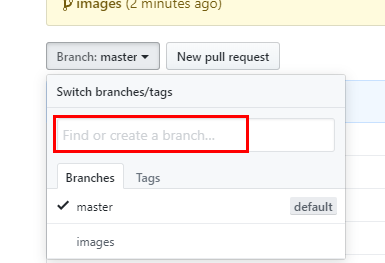 images (2 minutes ago)
Branch: master
New pull request
Switch branches/tags
Find or create a branch...
Branches
Tags
master
default
images